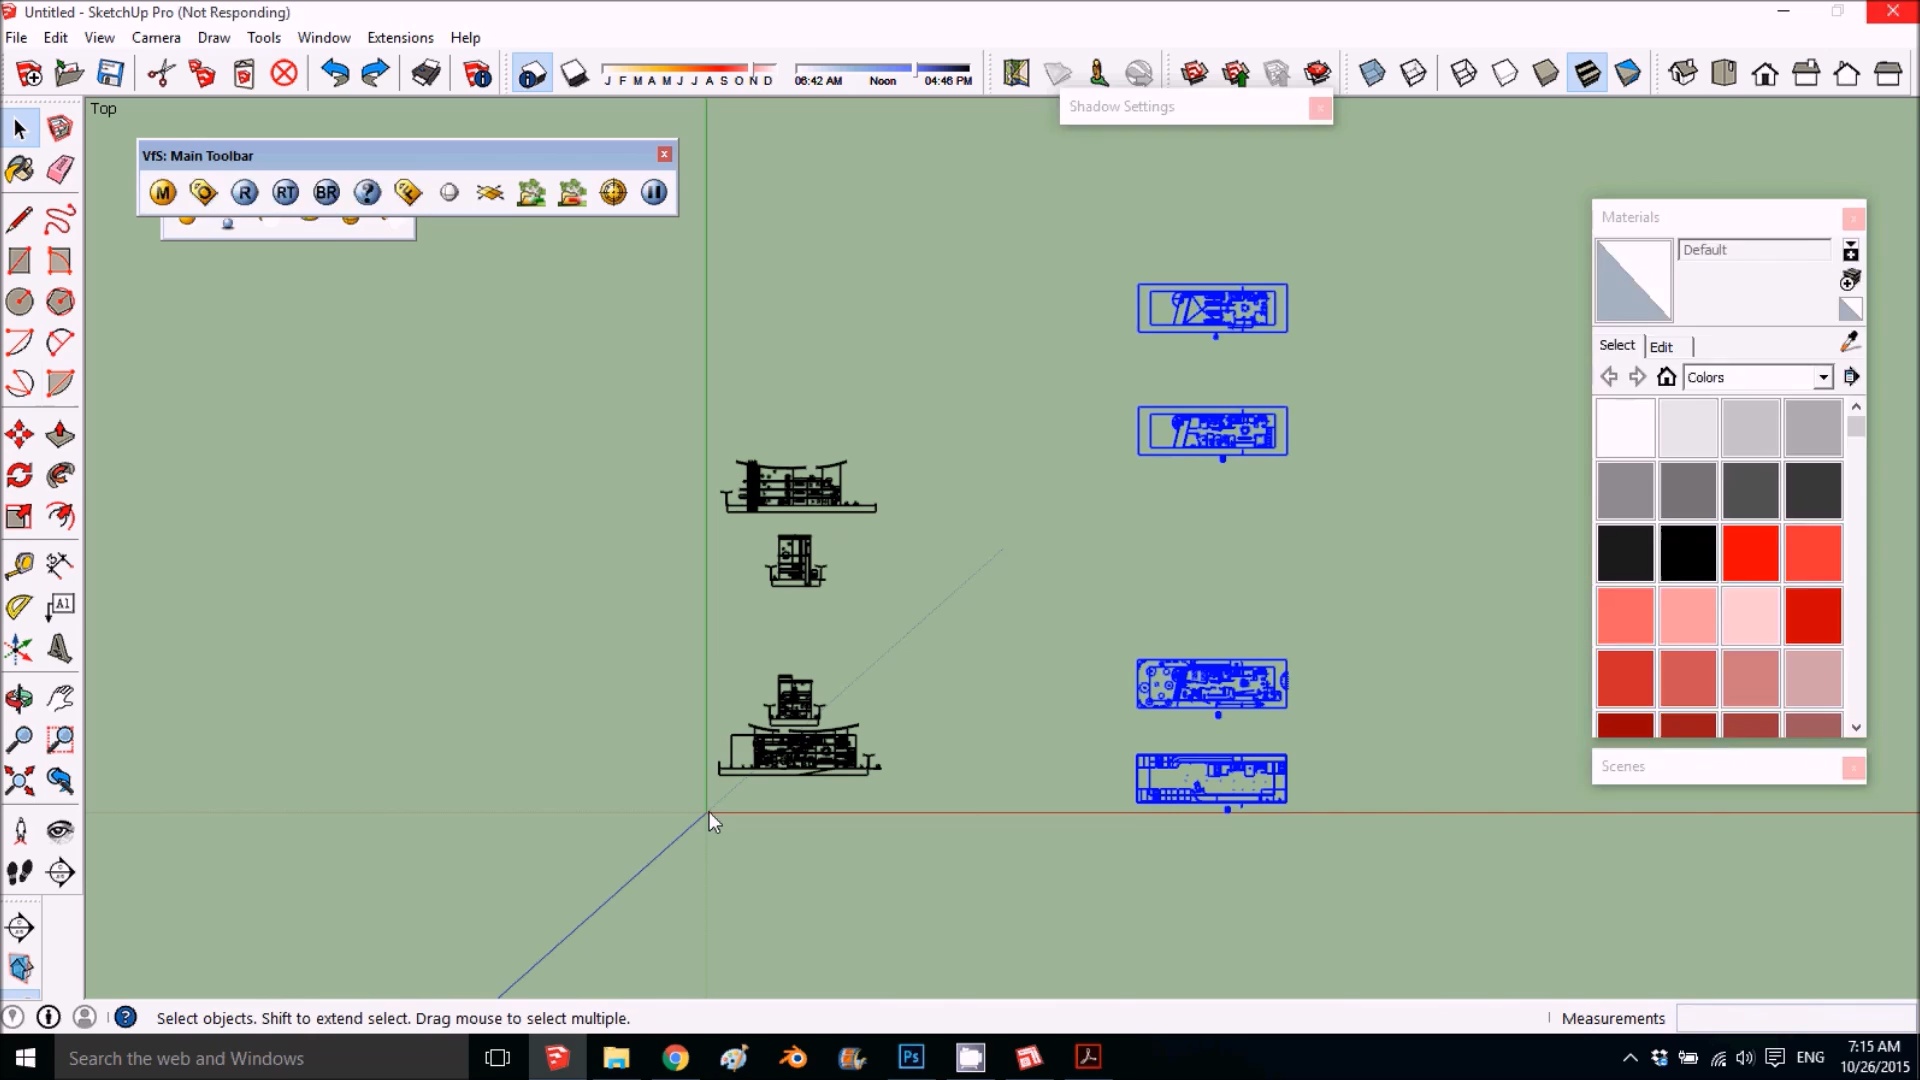 Untitled - SketchUp Pro (Not Responding)
File Edit View Camera Draw Tools Window Extensions Help
J F M A M J J A S O N D 06:42 AM Noon 04:46 PM
Top
Shadow Settings
VfS: Main Toolbar
M O R RT BR ? F
Materials
Default
Select Edit
Colors
Scenes
A1
Select objects. Shift to extend select. Drag mouse to select multiple.
Measurements
Search the web and Windows
Ps
ENG
7:15 AM
10/26/2015